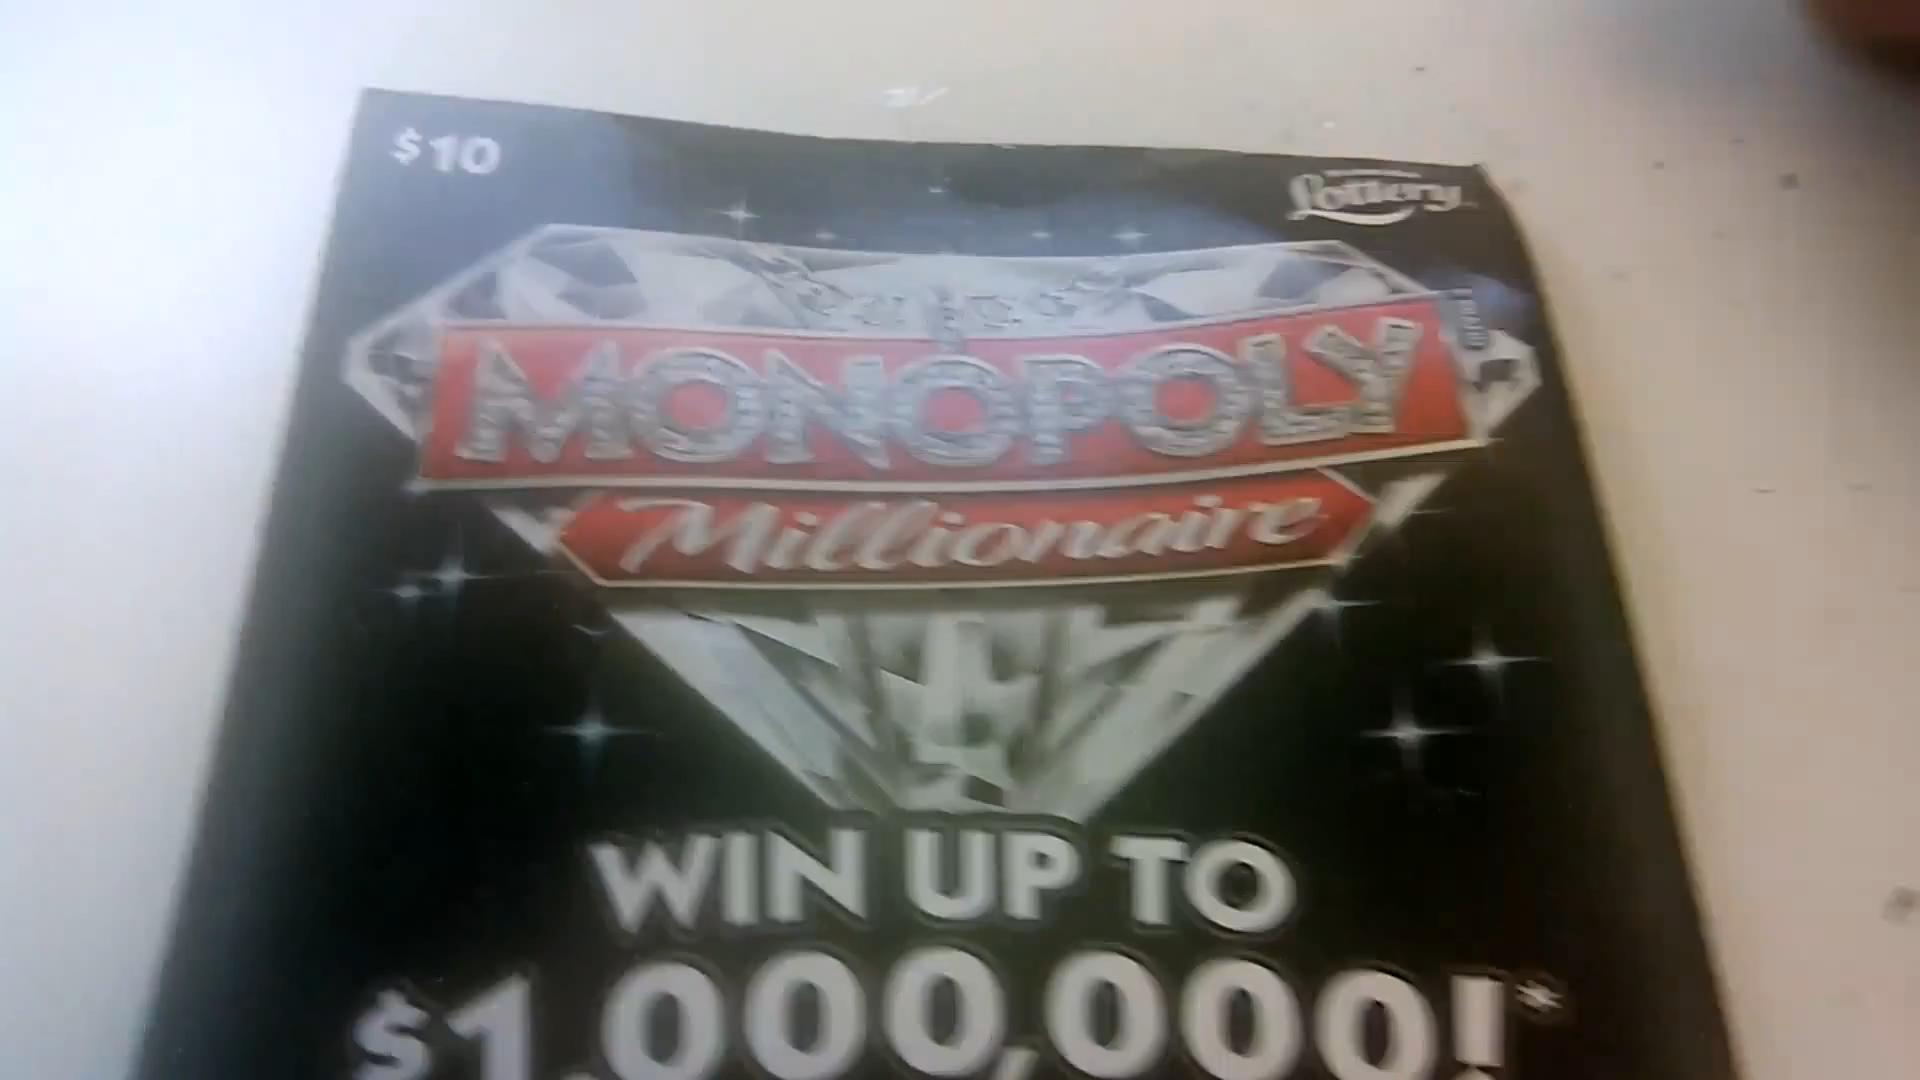 $10
Lottery
MONOPOLY
Millionaire
WIN UP TO
$1,000,000!*